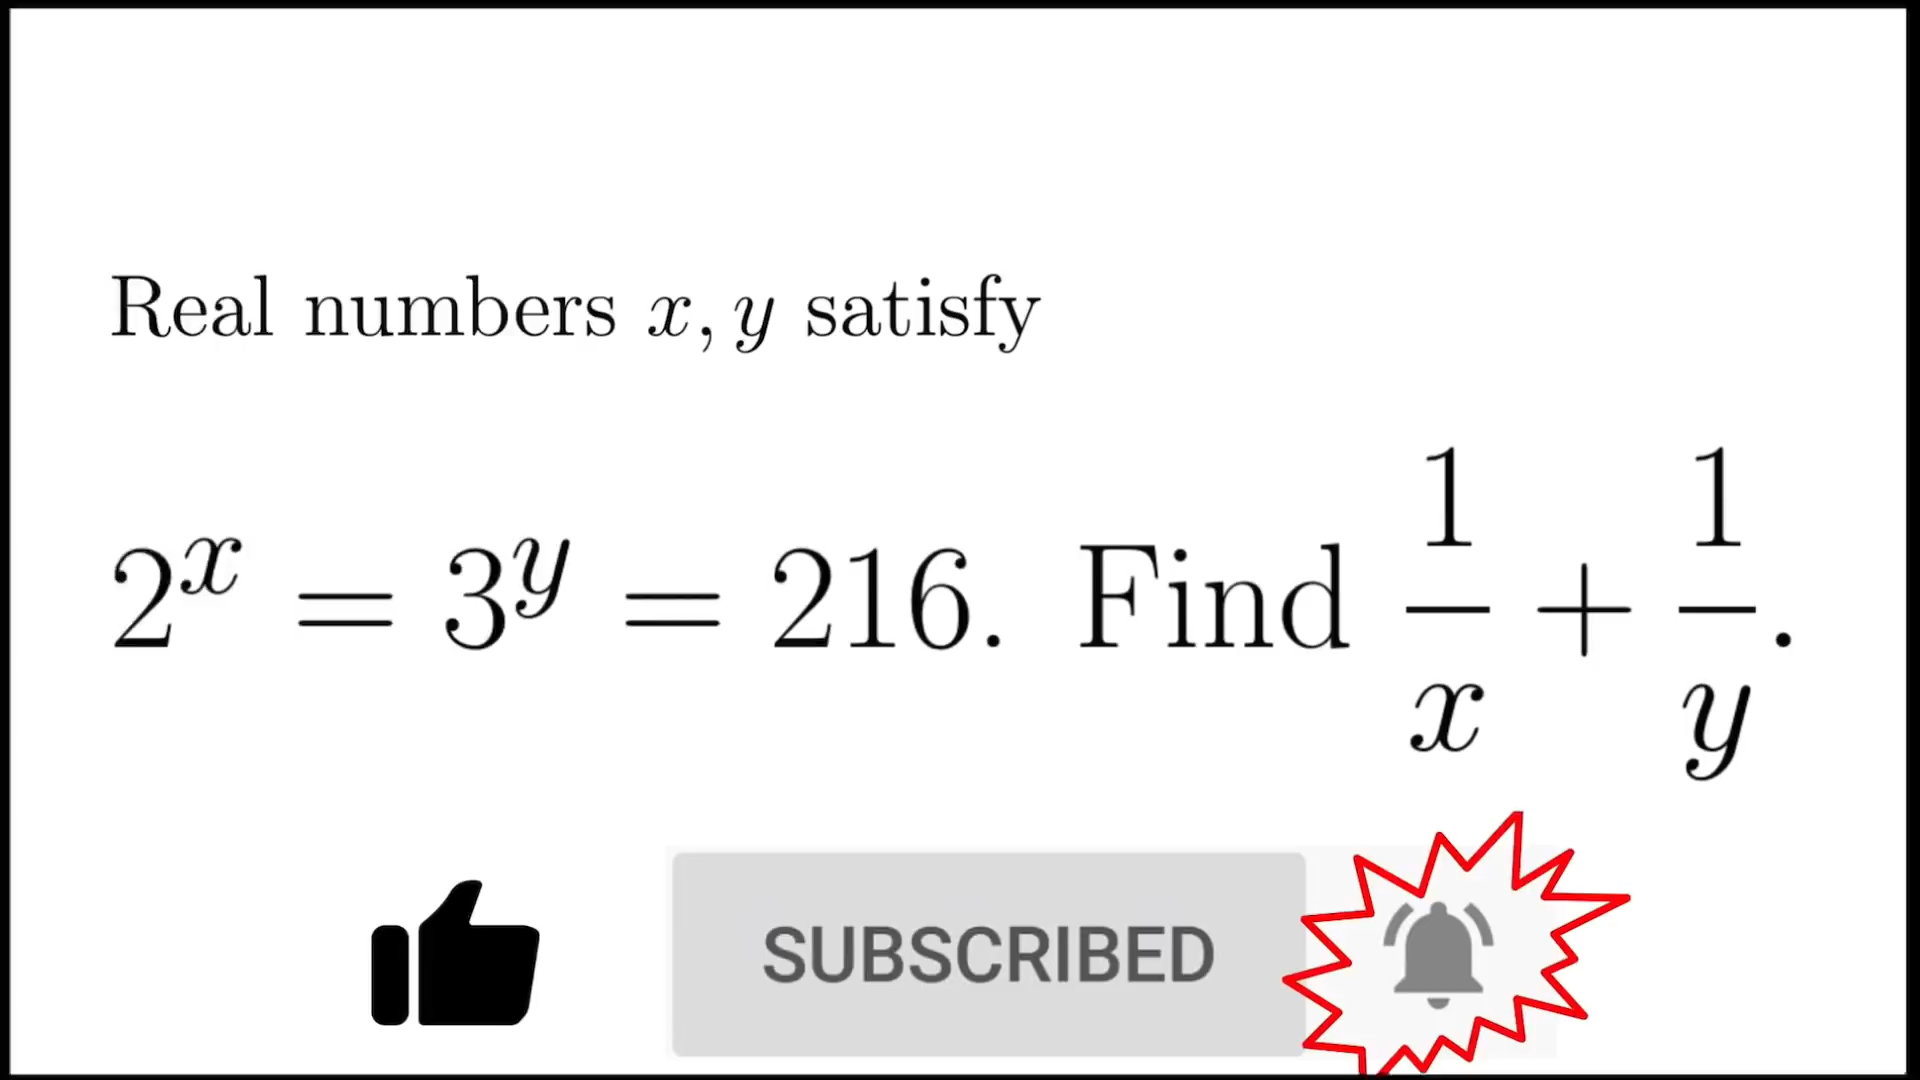 Real numbers x, y satisfy
2^x = 3^y = 216. Find 1/x + 1/y.
SUBSCRIBED